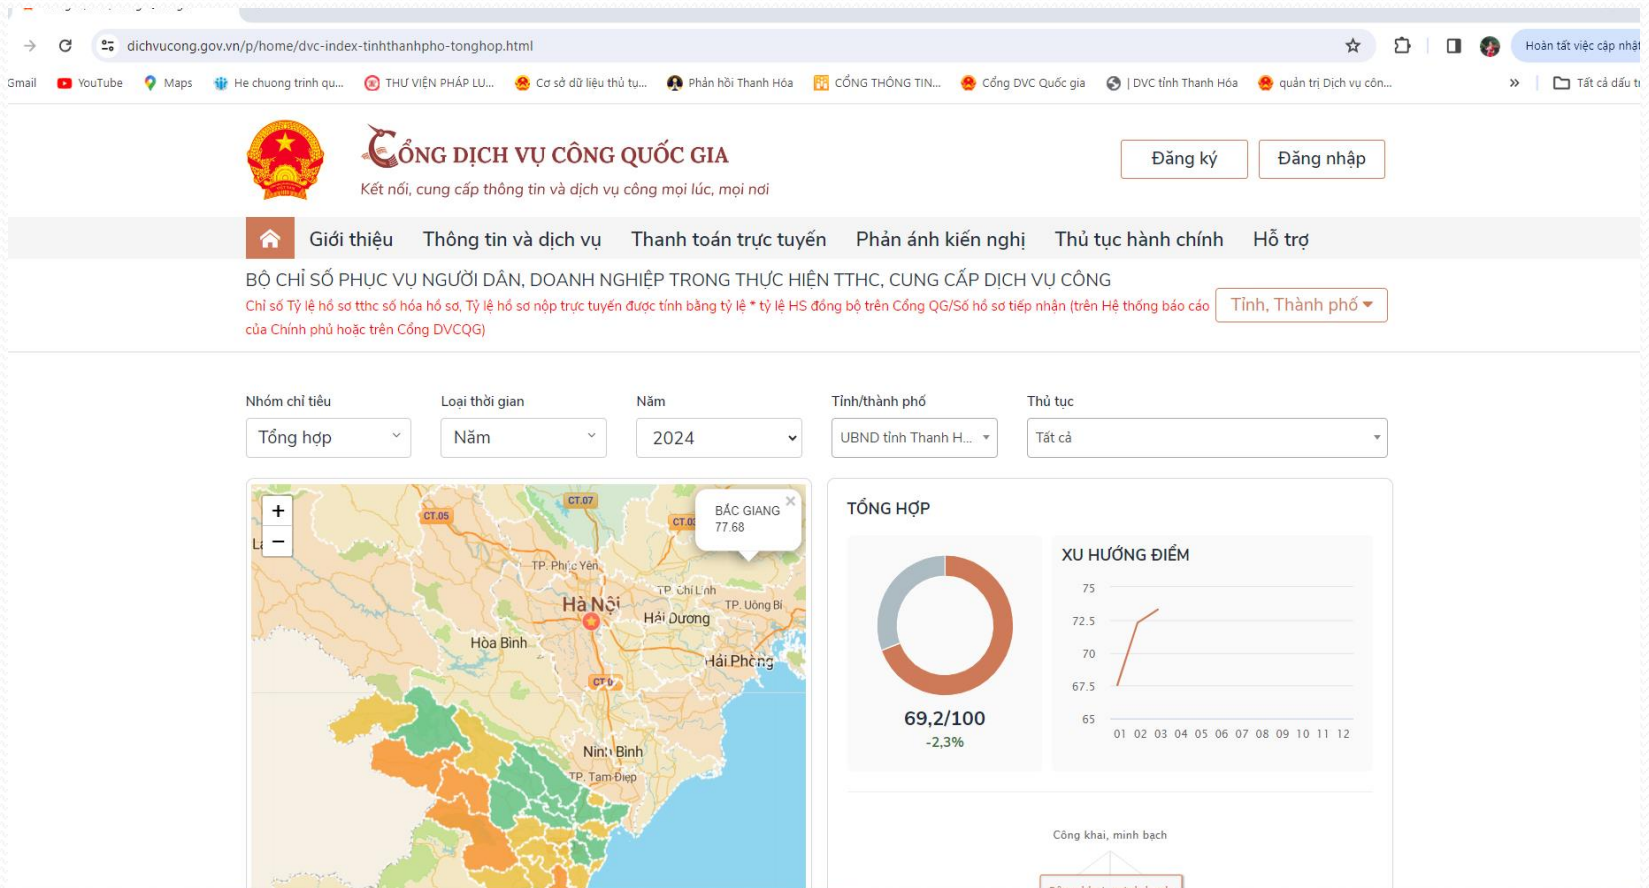 dichvucong.gov.vn/p/home/dvc-index-tinhthanhpho-tonghop.html
Hoàn tất việc cập nhật
Gmail YouTube Maps He chuong trinh qu... THƯ VIỆN PHÁP LU... Cơ sở dữ liệu thủ tụ... Phản hồi Thanh Hóa CỔNG THÔNG TIN... Cổng DVC Quốc gia | DVC tỉnh Thanh Hóa quản trị Dịch vụ côn... » Tất cả dấu
CỔNG DỊCH VỤ CÔNG QUỐC GIA
Kết nối, cung cấp thông tin và dịch vụ công mọi lúc, mọi nơi
Đăng ký Đăng nhập
Giới thiệu Thông tin và dịch vụ Thanh toán trực tuyến Phản ánh kiến nghị Thủ tục hành chính Hỗ trợ
BỘ CHỈ SỐ PHỤC VỤ NGƯỜI DÂN, DOANH NGHIỆP TRONG THỰC HIỆN TTHC, CUNG CẤP DỊCH VỤ CÔNG
Chỉ số Tỷ lệ hồ sơ tthc số hóa hồ sơ, Tỷ lệ hồ sơ nộp trực tuyến được tính bằng tỷ lệ * tỷ lệ HS đồng bộ trên Cổng QG/Số hồ sơ tiếp nhận (trên Hệ thống báo cáo
của Chính phủ hoặc trên Cổng DVCQG)
Tỉnh, Thành phố
Nhóm chỉ tiêu Loại thời gian Năm Tỉnh/thành phố Thủ tục
Tổng hợp Năm 2024 UBND tỉnh Thanh H... Tất cả
+
−
CT.07
CT.05
BẮC GIANG ×
77.68
TP. Phúc Yên
TP. Chí Linh
Hà Nội
TP. Uông Bí
Hải Dương
Hòa Bình
Hải Phòng
Ninh Bình
TP. Tam Điệp
TỔNG HỢP
69,2/100
-2,3%
XU HƯỚNG ĐIỂM
75
72.5
70
67.5
65
01 02 03 04 05 06 07 08 09 10 11 12
Công khai, minh bạch